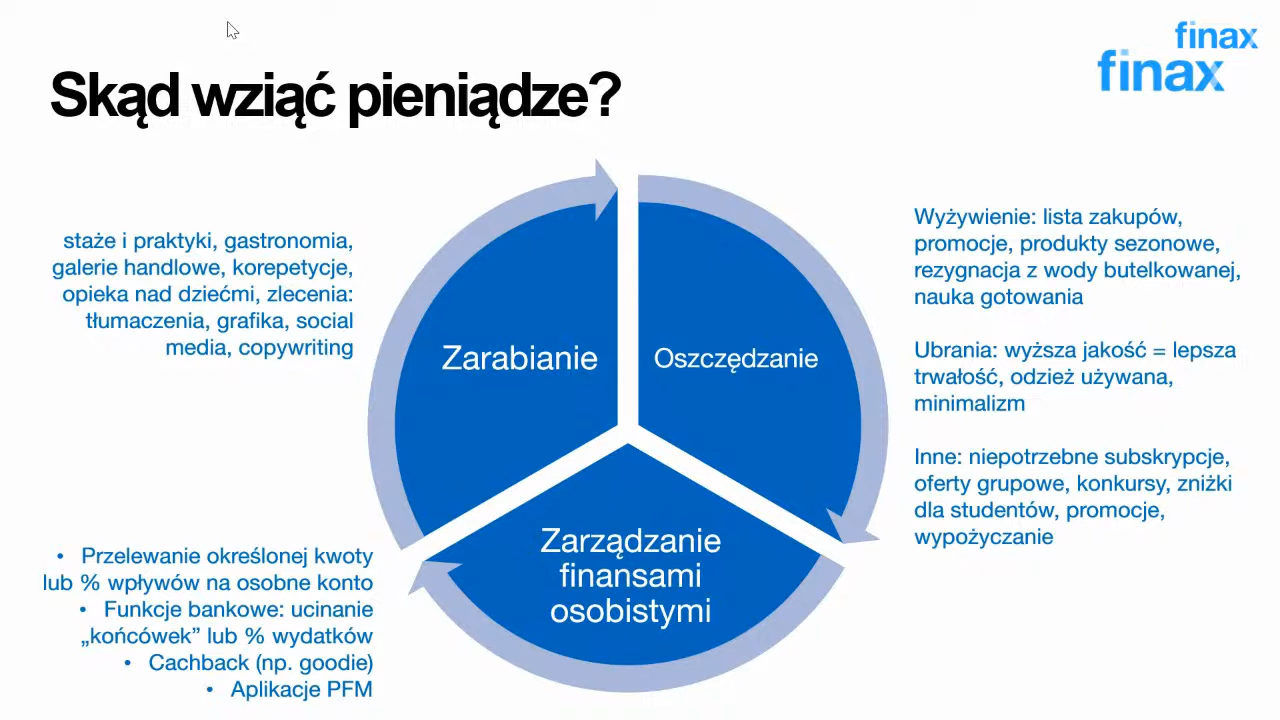 finax
finax
Skąd wziąć pieniądze?
staże i praktyki, gastronomia,
galerie handlowe, korepetycje,
opieka nad dziećmi, zlecenia:
tłumaczenia, grafika, social
media, copywriting
Zarabianie
Oszczędzanie
Wyżywienie: lista zakupów,
promocje, produkty sezonowe,
rezygnacja z wody butelkowanej,
nauka gotowania
Ubrania: wyższa jakość = lepsza
trwałość, odzież używana,
minimalizm
Inne: niepotrzebne subskrypcje,
oferty grupowe, konkursy, zniżki
dla studentów, promocje,
wypożyczanie
Zarządzanie
finansami
osobistymi
• Przelewanie określonej kwoty
lub % wpływów na osobne konto
• Funkcje bankowe: ucinanie
„końcówek” lub % wydatków
• Cachback (np. goodie)
• Aplikacje PFM